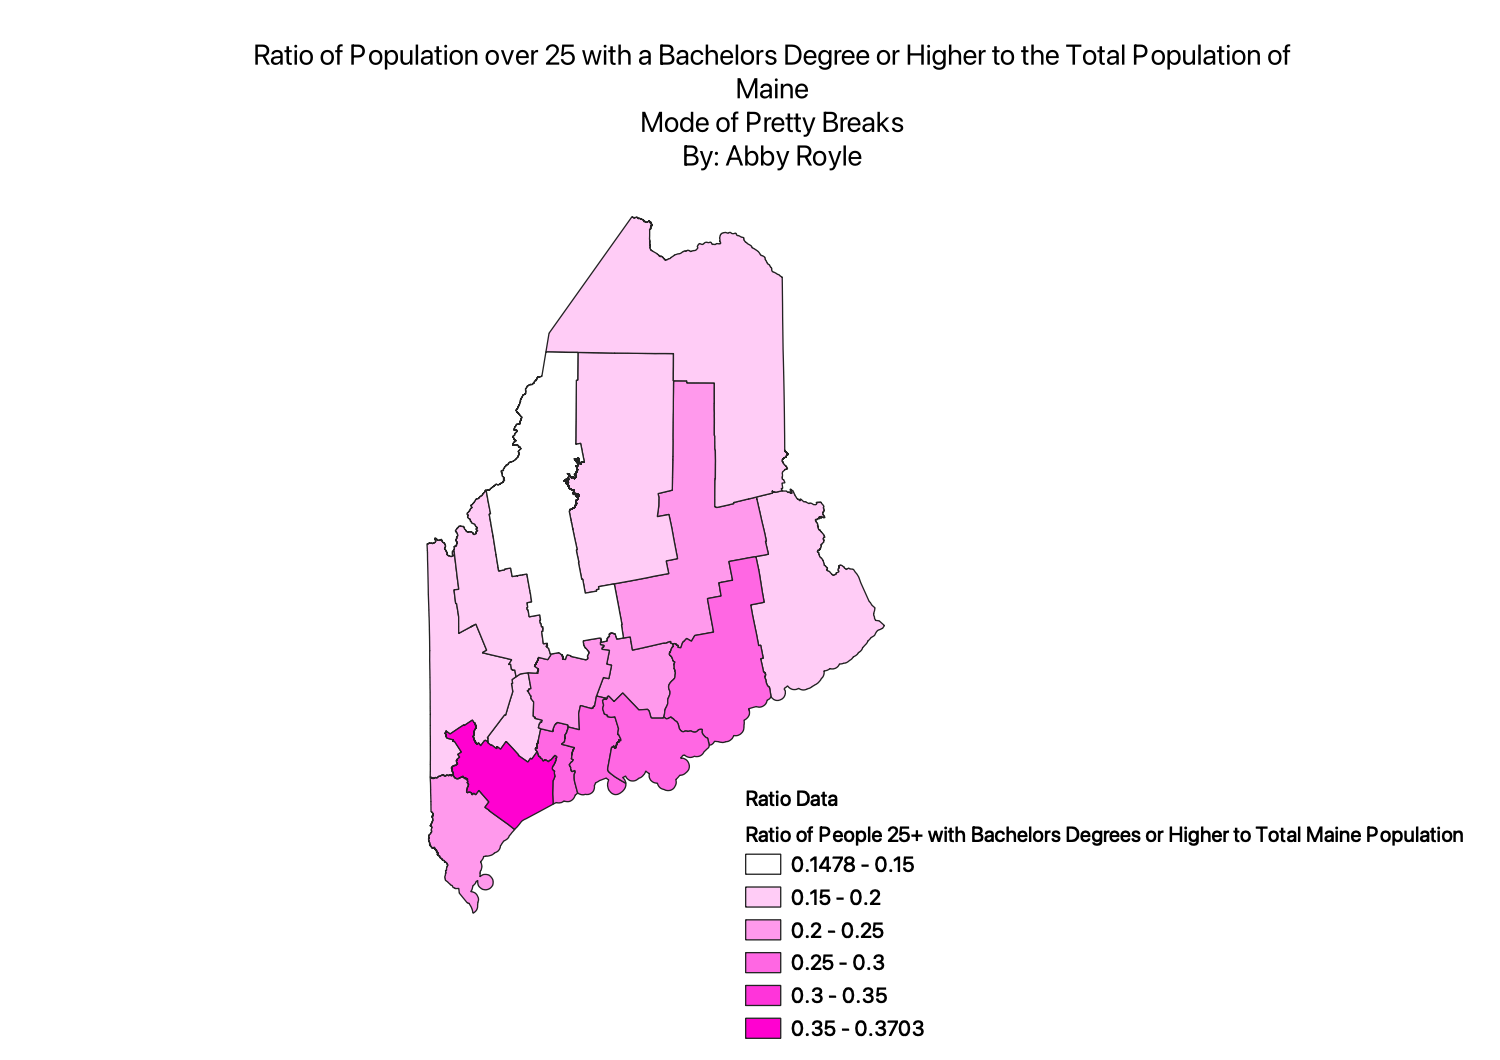 Ratio of Population over 25 with a Bachelors Degree or Higher to the Total Population of
Maine
Mode of Pretty Breaks
By: Abby Royle
Ratio Data
Ratio of People 25+ with Bachelors Degrees or Higher to Total Maine Population
0.1478 - 0.15
0.15 - 0.2
0.2 - 0.25
0.25 - 0.3
0.3 - 0.35
0.35 - 0.3703